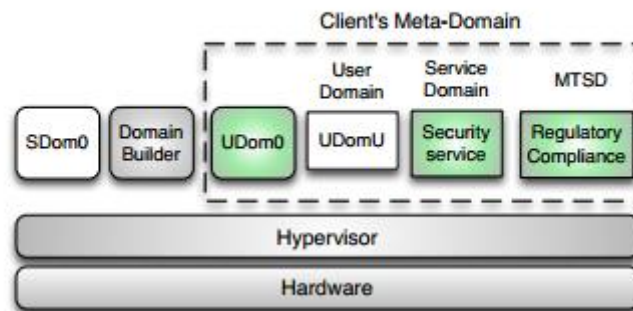 Client's Meta-Domain
User
Domain
Service
Domain
MTSD
SDom0
Domain
Builder
UDom0
UDomU
Security
service
Regulatory
Compliance
Hypervisor
Hardware